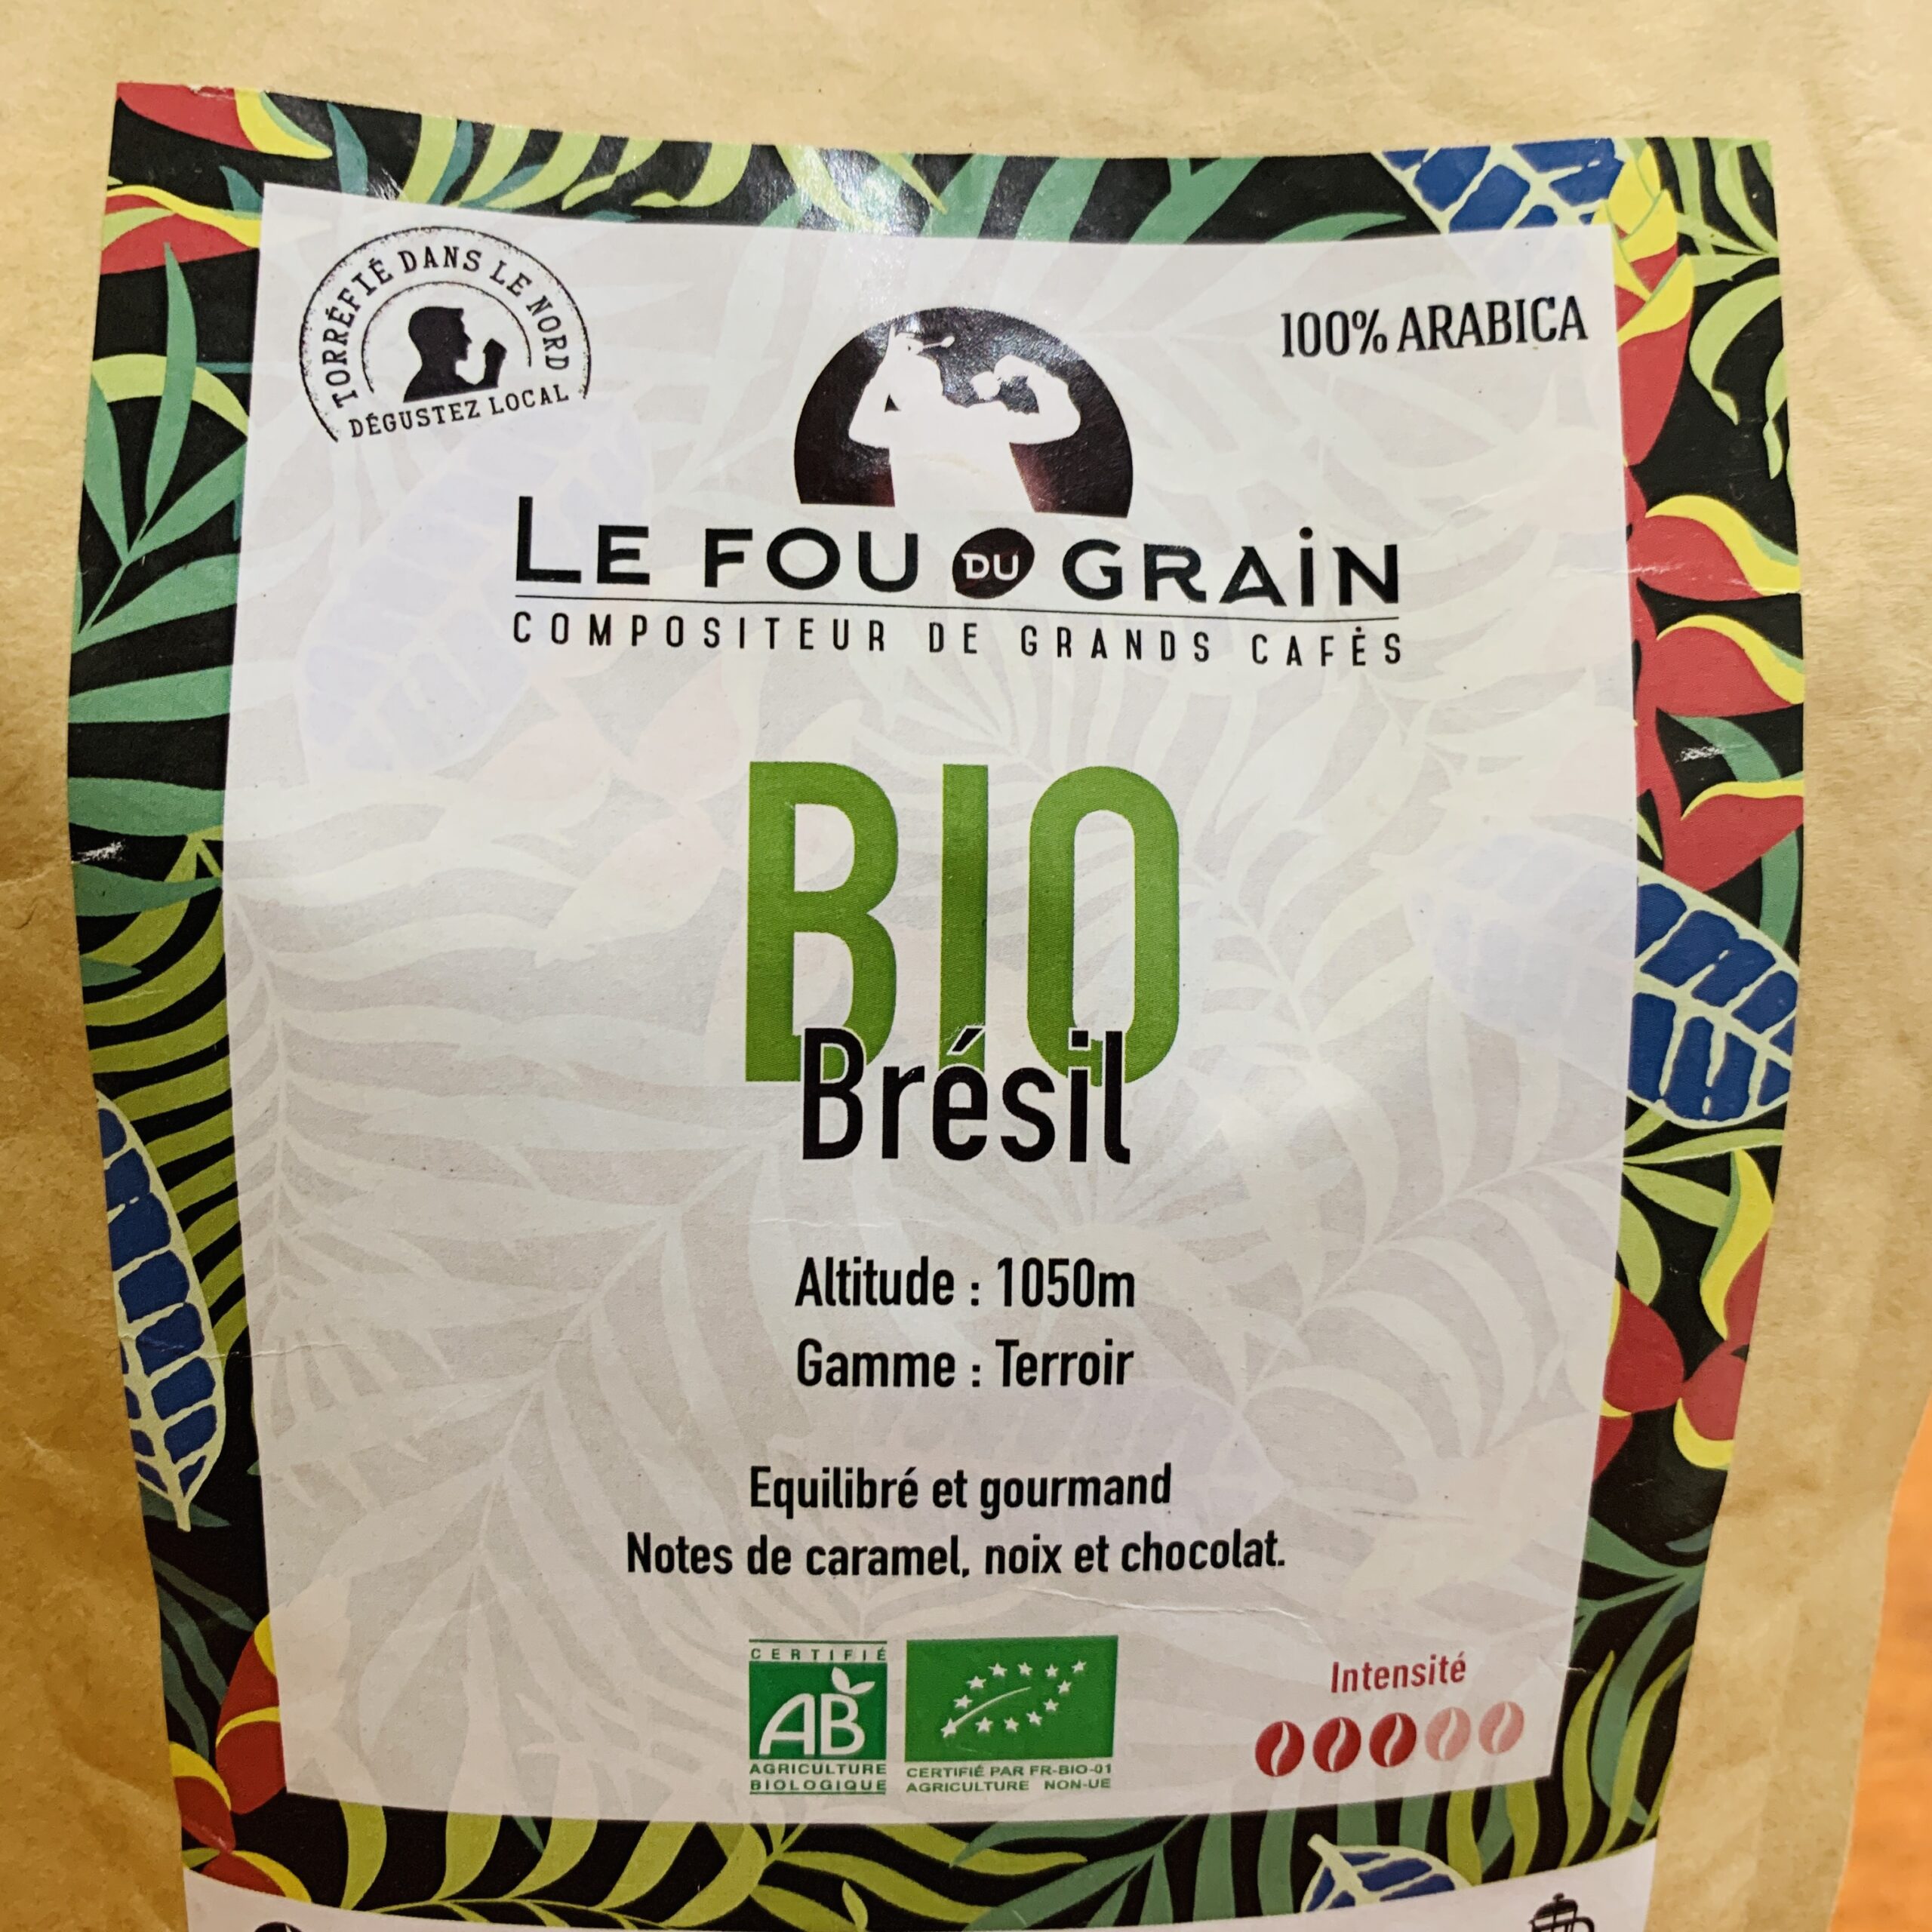 TORRÉFIÉ DANS LE NORD
DÉGUSTEZ LOCAL
100% ARABICA
LE FOU DU GRAIN
COMPOSITEUR DE GRANDS CAFÉS
BIO
Brésil
Altitude : 1050m
Gamme : Terroir
Equilibré et gourmand
Notes de caramel, noix et chocolat.
CERTIFIÉ
AB
AGRICULTURE
BIOLOGIQUE
CERTIFIÉ PAR FR-BIO-01
AGRICULTURE NON-UE
Intensité